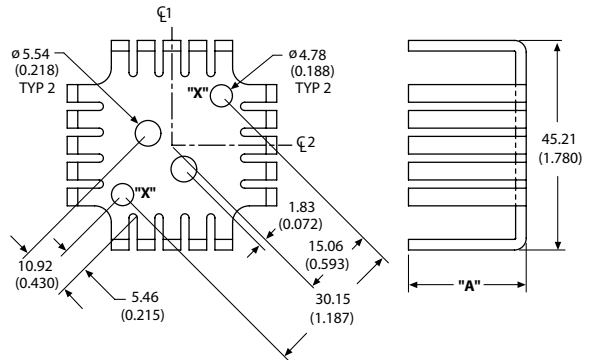 ℄1
ø 5.54
(0.218)
TYP 2
ø 4.78
(0.188)
TYP 2
"X"
℄2
45.21
(1.780)
"X"
1.83
(0.072)
15.06
(0.593)
10.92
(0.430)
5.46
(0.215)
30.15
(1.187)
"A"